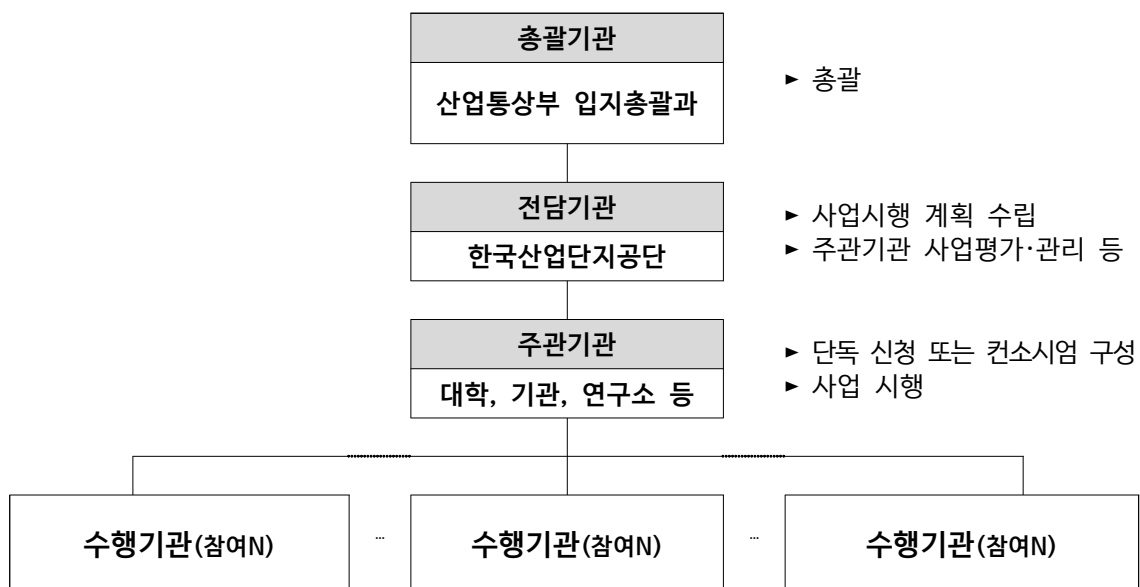 총괄기관
산업통상부 입지총괄과
► 총괄
전담기관
한국산업단지공단
► 사업시행 계획 수립
► 주관기관 사업평가·관리 등
주관기관
대학, 기관, 연구소 등
► 단독 신청 또는 컨소시엄 구성
► 사업 시행
수행기관(참여N) ... 수행기관(참여N) ... 수행기관(참여N)